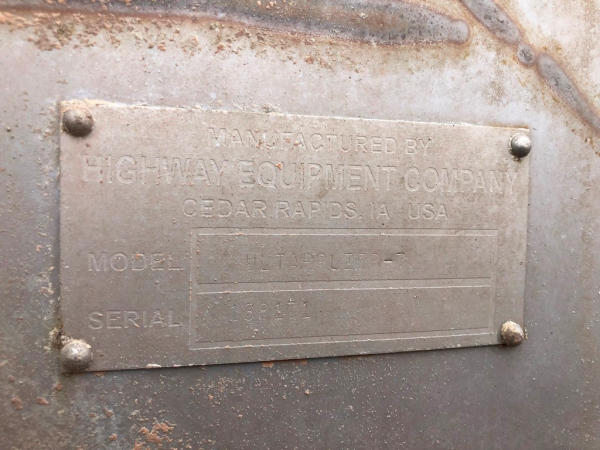 MANUFACTURED BY
HIGHWAY EQUIPMENT COMPANY
CEDAR RAPIDS, IA USA
MODEL
SERIAL